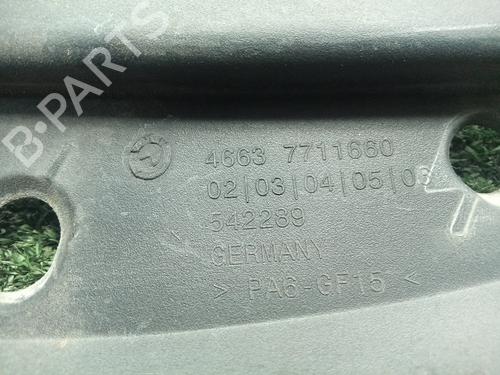 B-PARTS
4663 7711660
02|03|04|05|06
542289
GERMANY
> PA6-GF15 <